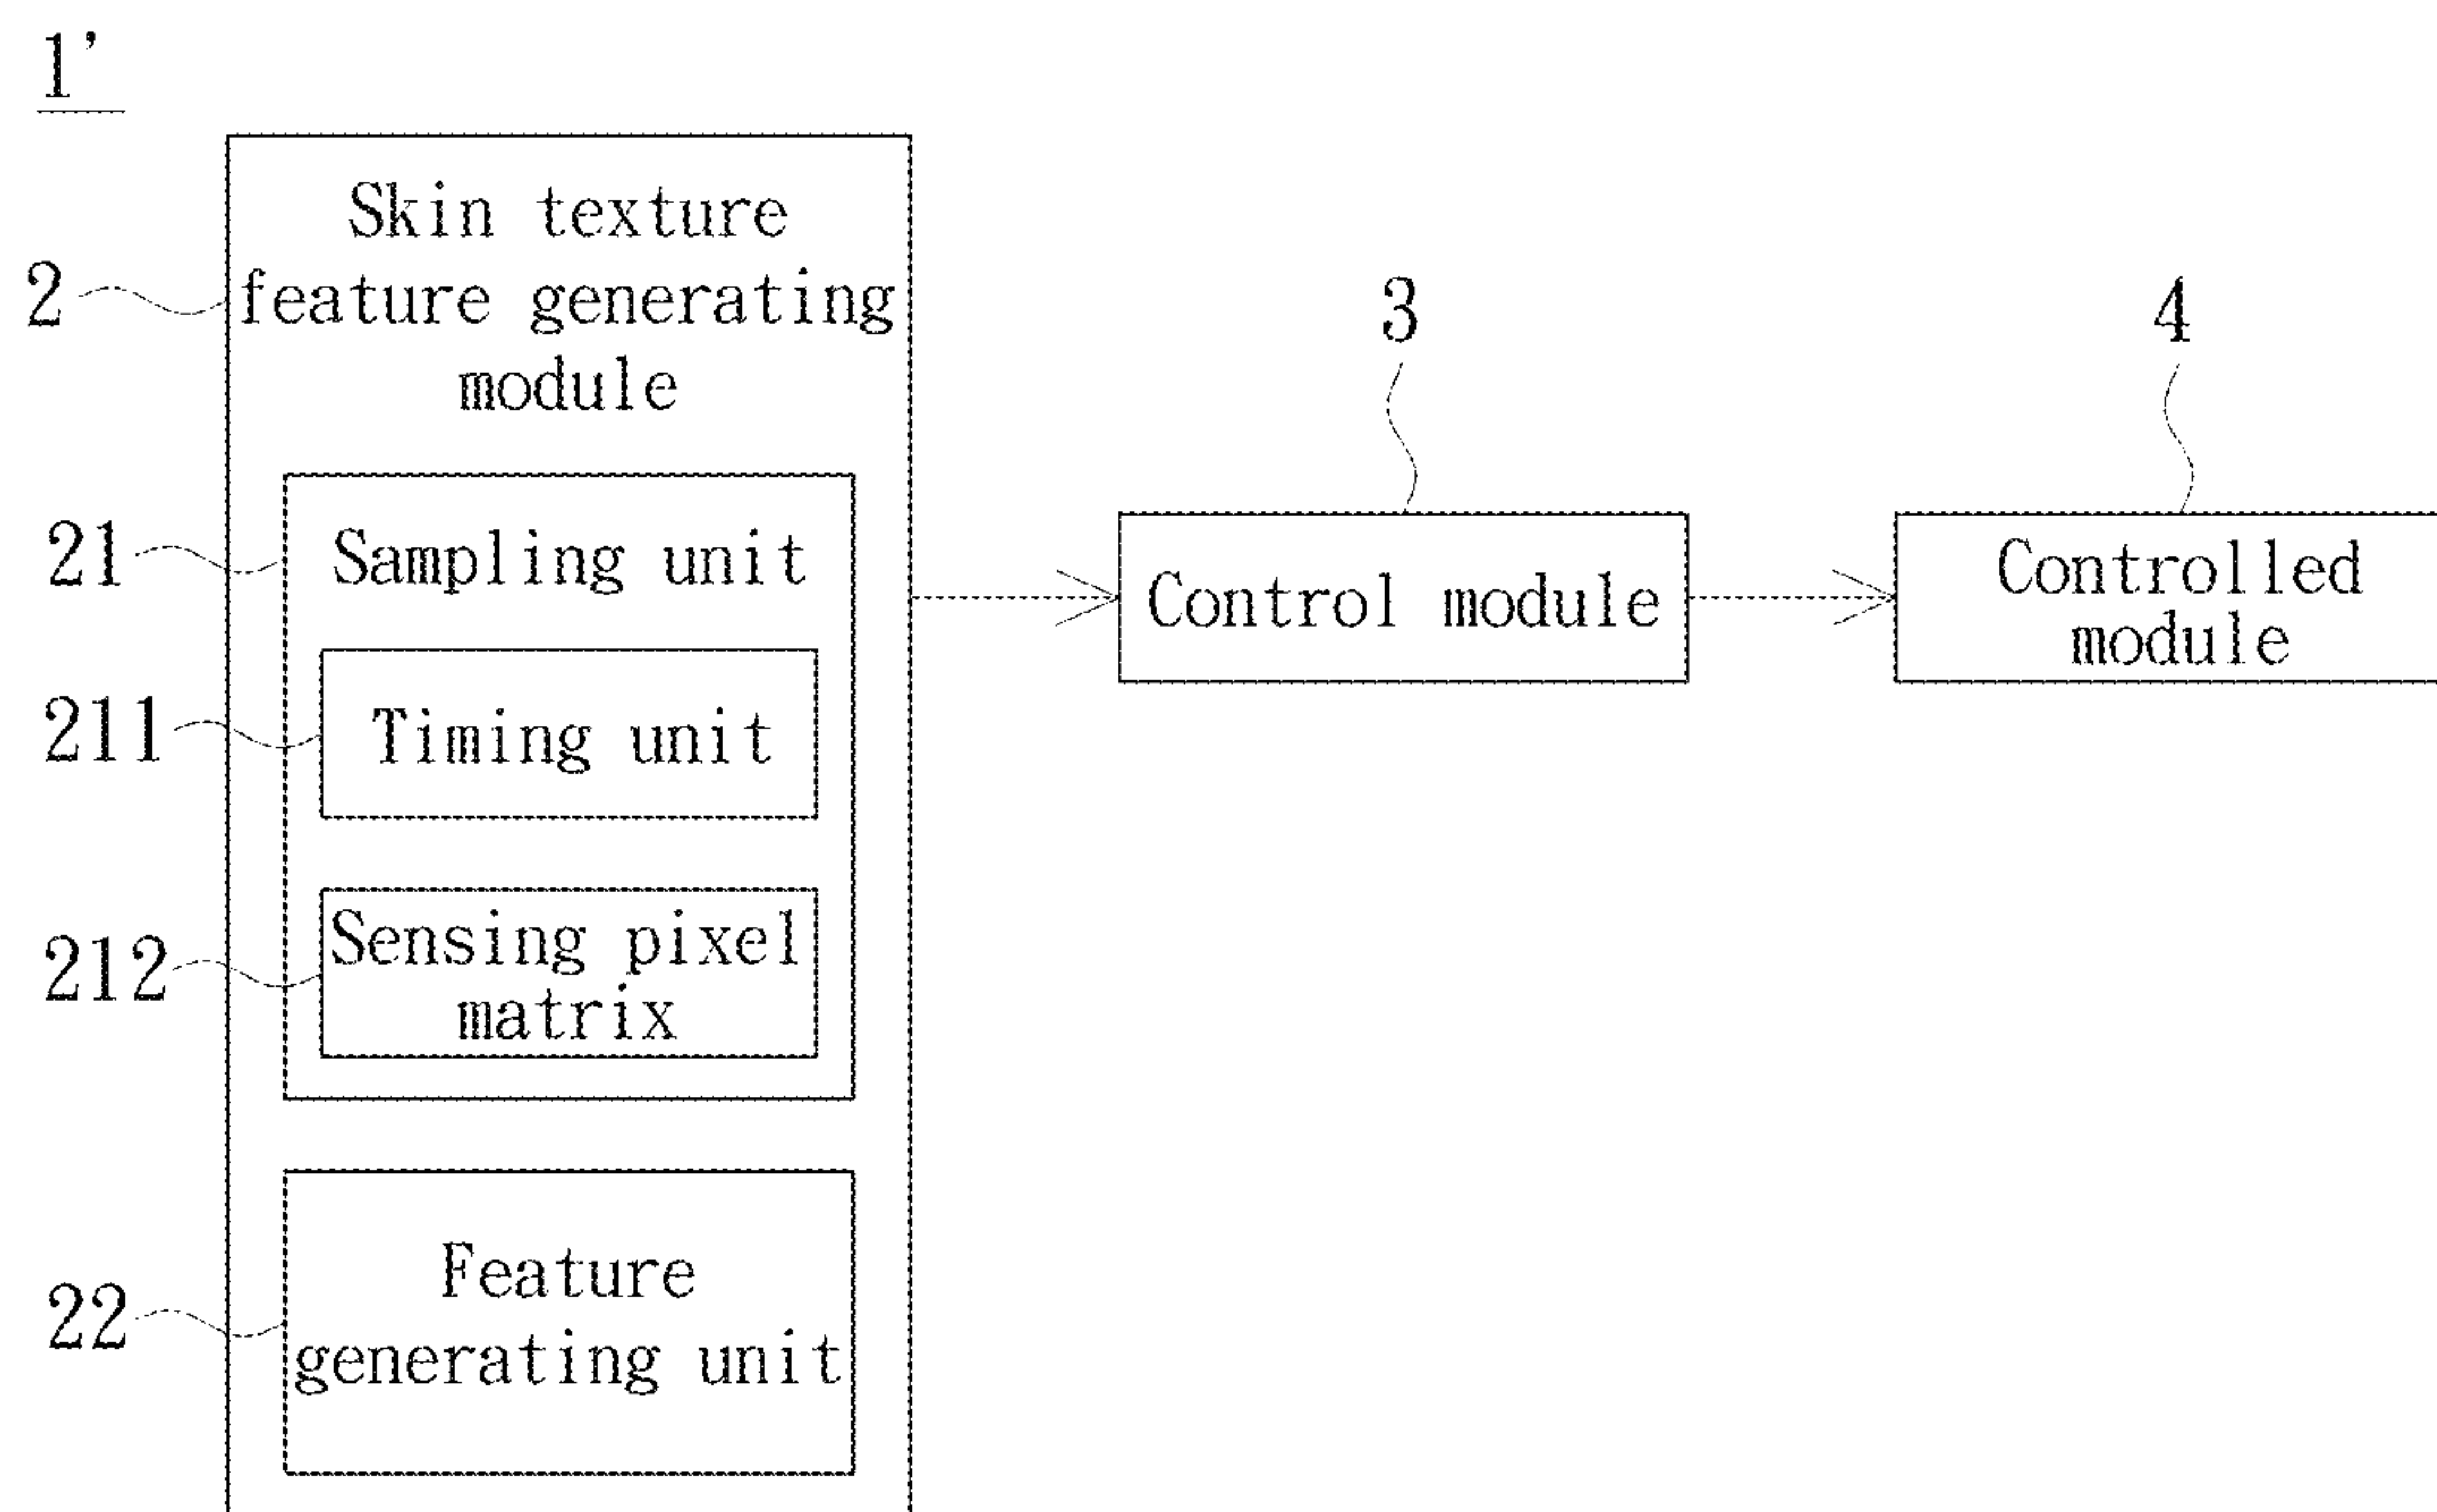 1’
Skin texture
feature generating
module
2
21
Sampling unit
211
Timing unit
212
Sensing pixel
matrix
22
Feature
generating unit
3
Control module
4
Controlled
module